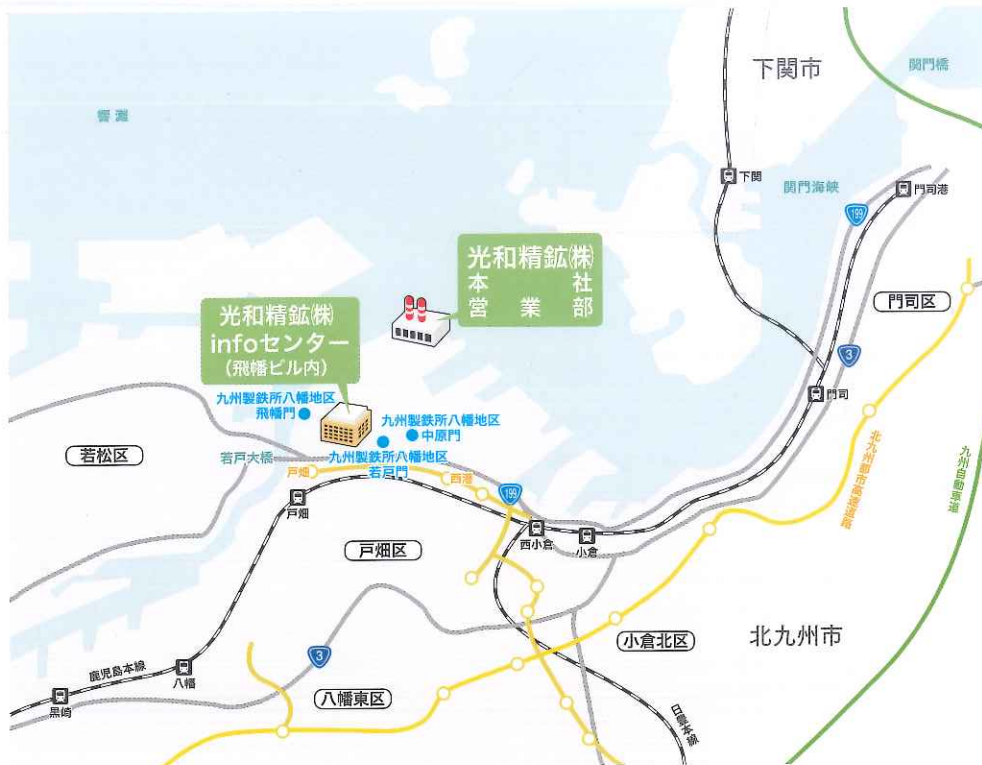 下関市
関門橋
響灘
下関
関門海峡
門司港
199
光和精鉱㈱
本社
営業部
門司区
光和精鉱㈱
infoセンター
(飛幡ビル内)
3
門司
九州製鉄所八幡地区
飛幡門
九州製鉄所八幡地区
中原門
若松区
若戸大橋
九州製鉄所八幡地区
若戸門
戸畑
西港
北九州都市高速道路
九州自動車道
戸畑
199
西小倉
小倉
戸畑区
小倉北区
北九州市
3
鹿児島本線
八幡
黒崎
八幡東区
日豊本線